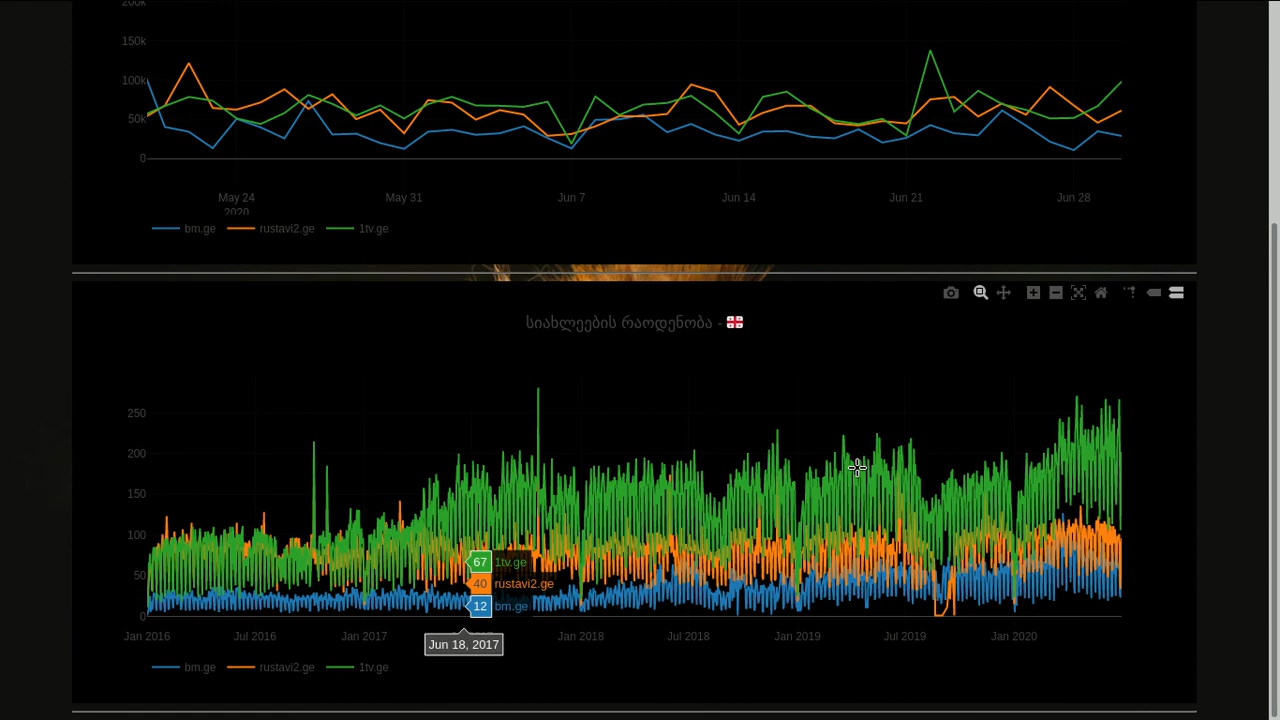 200k
150k
100k
50k
0
May 24
2020
May 31
Jun 7
Jun 14
Jun 21
Jun 28
bm.ge
rustavi2.ge
1tv.ge
სიახლეების რაოდენობა - 🇬🇪
250
200
150
100
50
0
67 1tv.ge
40 rustavi2.ge
12 bm.ge
Jan 2016
Jul 2016
Jan 2017
Jun 18, 2017
Jan 2018
Jul 2018
Jan 2019
Jul 2019
Jan 2020
bm.ge
rustavi2.ge
1tv.ge